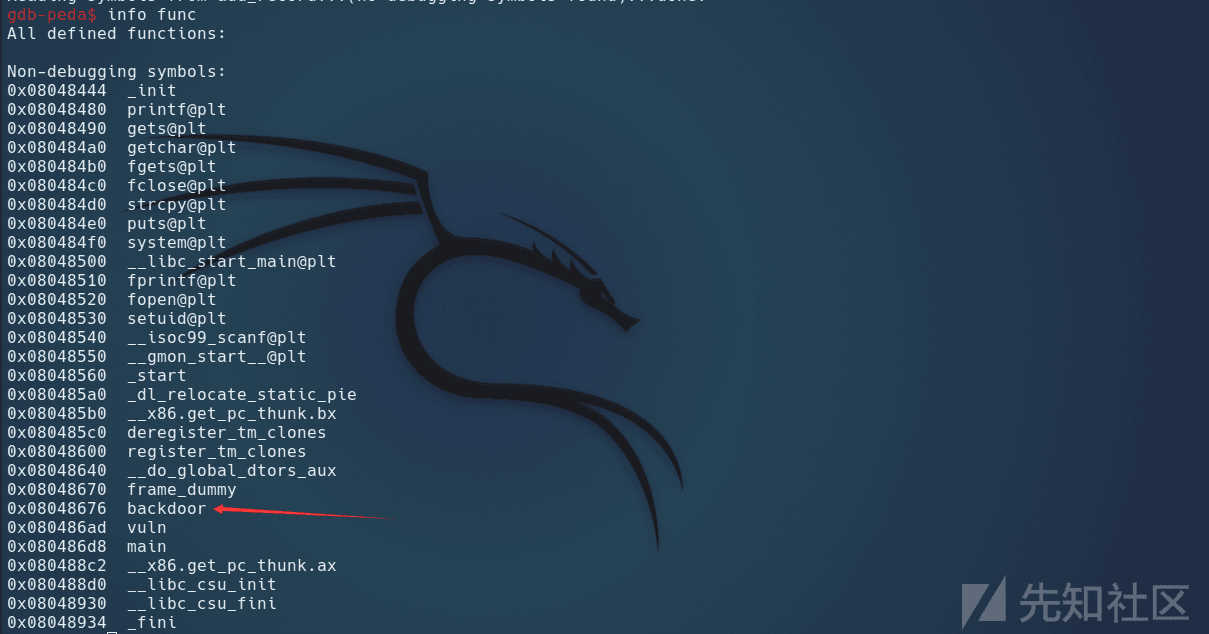 gdb-peda$ info func
All defined functions:
Non-debugging symbols:
0x08048444  _init
0x08048480  printf@plt
0x08048490  gets@plt
0x080484a0  getchar@plt
0x080484b0  fgets@plt
0x080484c0  fclose@plt
0x080484d0  strcpy@plt
0x080484e0  puts@plt
0x080484f0  system@plt
0x08048500  __libc_start_main@plt
0x08048510  fprintf@plt
0x08048520  fopen@plt
0x08048530  setuid@plt
0x08048540  __isoc99_scanf@plt
0x08048550  __gmon_start__@plt
0x08048560  _start
0x080485a0  _dl_relocate_static_pie
0x080485b0  __x86.get_pc_thunk.bx
0x080485c0  deregister_tm_clones
0x08048600  register_tm_clones
0x08048640  __do_global_dtors_aux
0x08048670  frame_dummy
0x08048676  backdoor
0x080486ad  vuln
0x080486d8  main
0x080488c2  __x86.get_pc_thunk.ax
0x080488d0  __libc_csu_init
0x08048930  __libc_csu_fini
0x08048934  _fini
先知社区